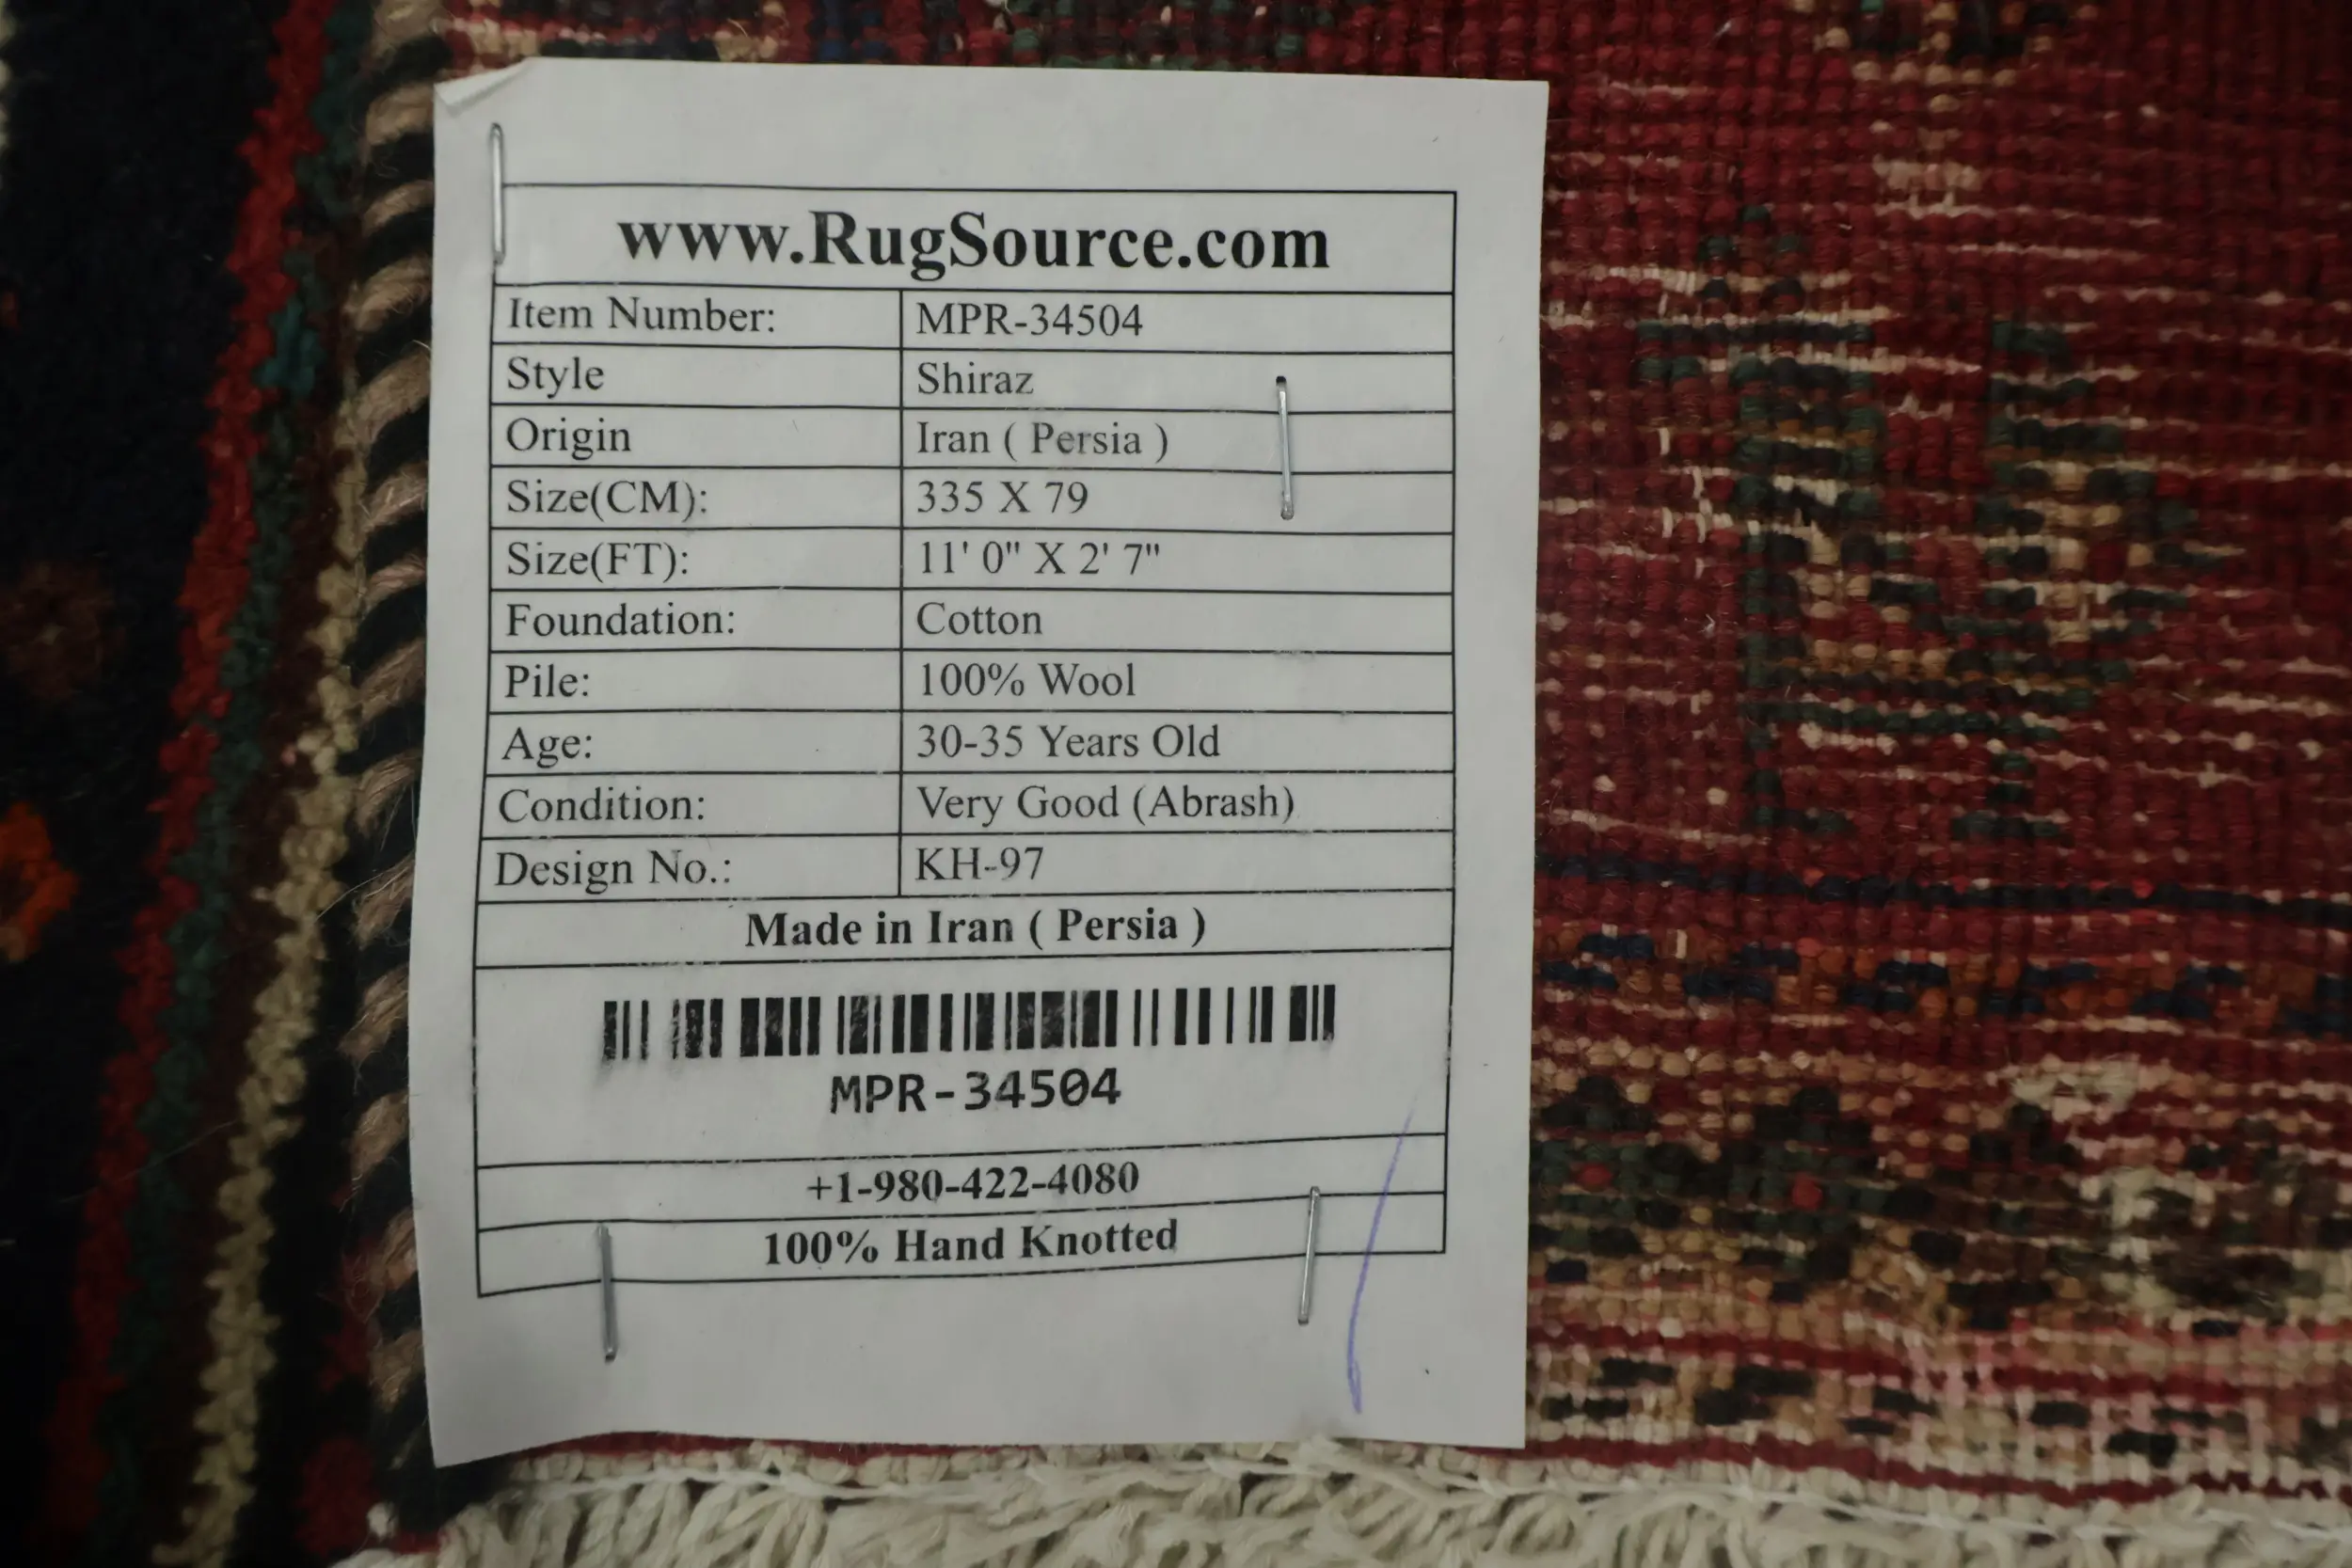 www.RugSource.com
Item Number: MPR-34504
Style Shiraz
Origin Iran ( Persia )
Size(CM): 335 X 79
Size(FT): 11' 0" X 2' 7"
Foundation: Cotton
Pile: 100% Wool
Age: 30-35 Years Old
Condition: Very Good (Abrash)
Design No.: KH-97
Made in Iran ( Persia )
MPR-34504
+1-980-422-4080
100% Hand Knotted